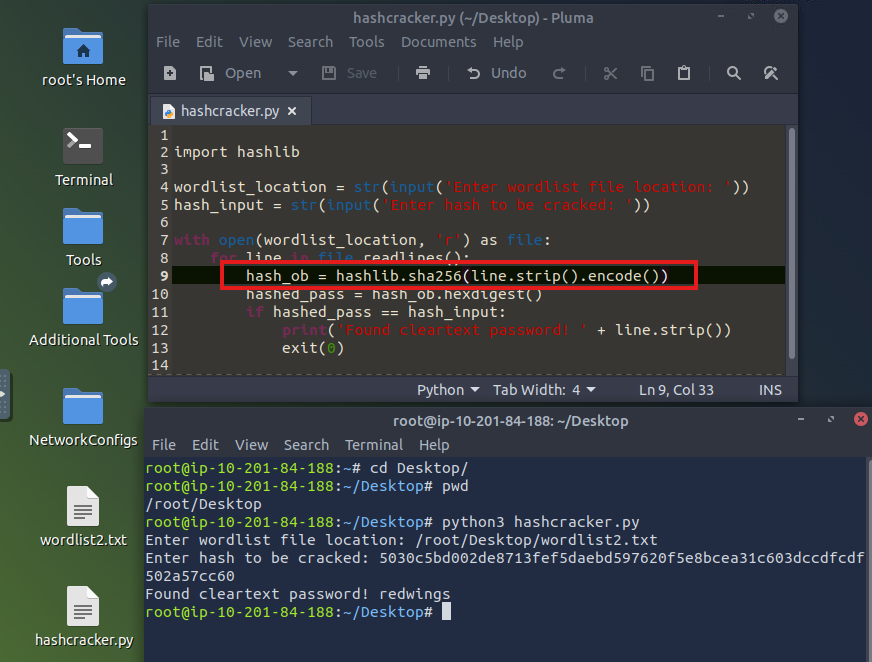 root's Home
Terminal
Tools
Additional Tools
NetworkConfigs
wordlist2.txt
hashcracker.py
hashcracker.py (~/Desktop) - Pluma
File Edit View Search Tools Documents Help
Open Save Undo
hashcracker.py
1
2 import hashlib
3
4 wordlist_location = str(input('Enter wordlist file location: '))
5 hash_input = str(input('Enter hash to be cracked: '))
6
7 with open(wordlist_location, 'r') as file:
8     for line in file.readlines():
9         hash_ob = hashlib.sha256(line.strip().encode())
10         hashed_pass = hash_ob.hexdigest()
11         if hashed_pass == hash_input:
12             print('Found cleartext password! ' + line.strip())
13             exit(0)
14
Python Tab Width: 4 Ln 9, Col 33 INS
root@ip-10-201-84-188: ~/Desktop
File Edit View Search Terminal Help
root@ip-10-201-84-188:~# cd Desktop/
root@ip-10-201-84-188:~/Desktop# pwd
/root/Desktop
root@ip-10-201-84-188:~/Desktop# python3 hashcracker.py
Enter wordlist file location: /root/Desktop/wordlist2.txt
Enter hash to be cracked: 5030c5bd002de8713fef5daebd597620f5e8bcea31c603dccdfcdf
502a57cc60
Found cleartext password! redwings
root@ip-10-201-84-188:~/Desktop#